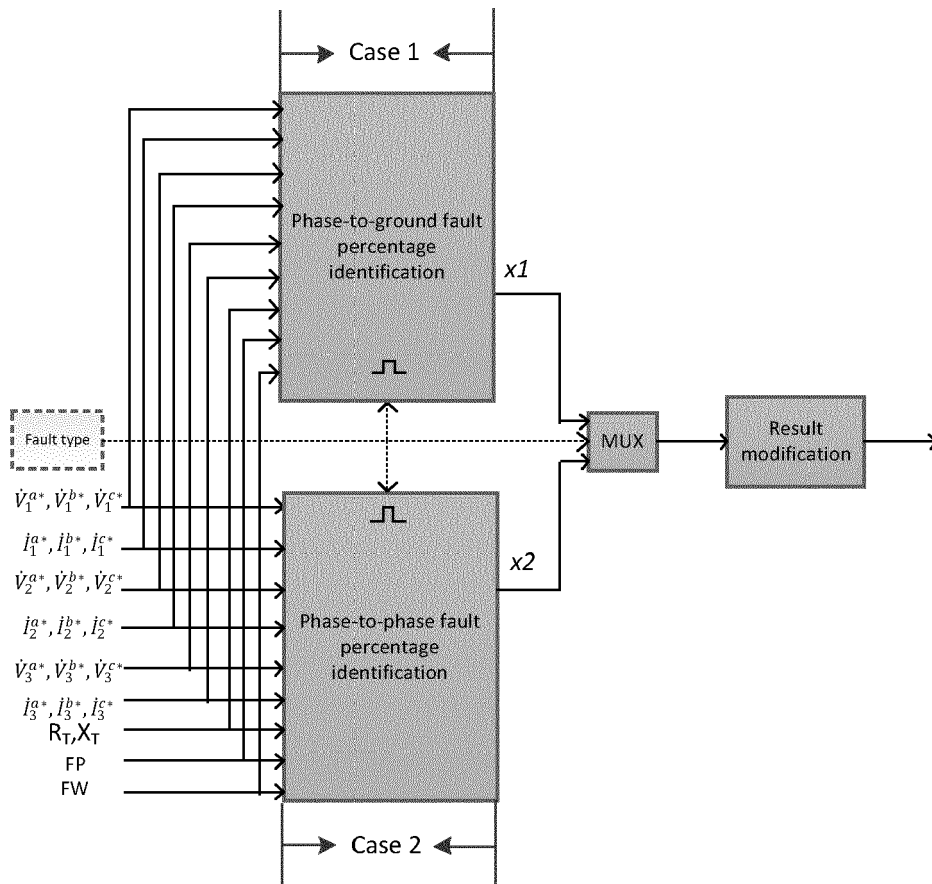 Case 1
Phase-to-ground fault
percentage
identification
x1
Fault type
MUX
Result
modification
V̇₁ᵃ*, V̇₁ᵇ*, V̇₁ᶜ*
İ₁ᵃ*, İ₁ᵇ*, İ₁ᶜ*
V̇₂ᵃ*, V̇₂ᵇ*, V̇₂ᶜ*
İ₂ᵃ*, İ₂ᵇ*, İ₂ᶜ*
V̇₃ᵃ*, V̇₃ᵇ*, V̇₃ᶜ*
İ₃ᵃ*, İ₃ᵇ*, İ₃ᶜ*
R_T,X_T
FP
FW
x2
Phase-to-phase fault
percentage
identification
Case 2